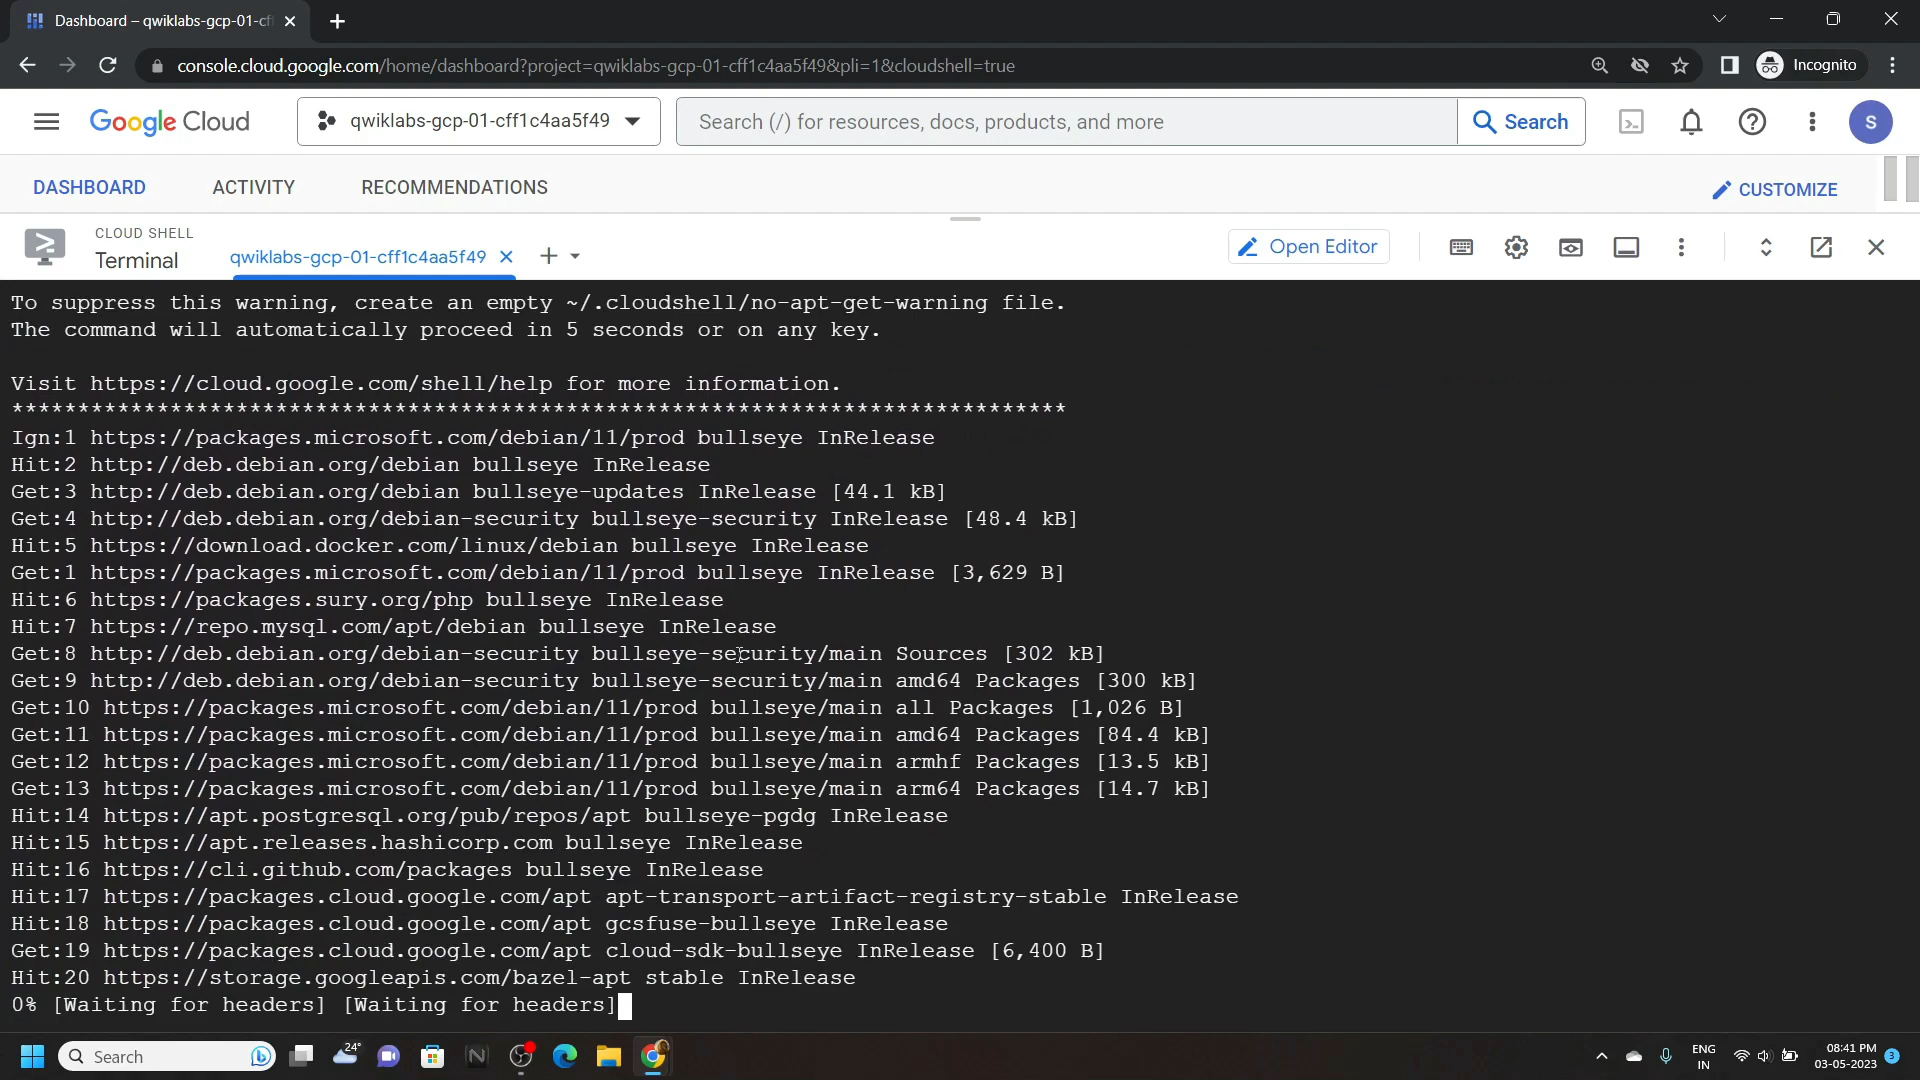 Dashboard – qwiklabs-gcp-01-cf
console.cloud.google.com/home/dashboard?project=qwiklabs-gcp-01-cff1c4aa5f49&pli=1&cloudshell=true
Incognito
Google Cloud
qwiklabs-gcp-01-cff1c4aa5f49
Search (/) for resources, docs, products, and more
Search
S
DASHBOARD
ACTIVITY
RECOMMENDATIONS
CUSTOMIZE
CLOUD SHELL
Terminal
qwiklabs-gcp-01-cff1c4aa5f49
Open Editor
To suppress this warning, create an empty ~/.cloudshell/no-apt-get-warning file.
The command will automatically proceed in 5 seconds or on any key.
Visit https://cloud.google.com/shell/help for more information.
********************************************************************************
Ign:1 https://packages.microsoft.com/debian/11/prod bullseye InRelease
Hit:2 http://deb.debian.org/debian bullseye InRelease
Get:3 http://deb.debian.org/debian bullseye-updates InRelease [44.1 kB]
Get:4 http://deb.debian.org/debian-security bullseye-security InRelease [48.4 kB]
Hit:5 https://download.docker.com/linux/debian bullseye InRelease
Get:1 https://packages.microsoft.com/debian/11/prod bullseye InRelease [3,629 B]
Hit:6 https://packages.sury.org/php bullseye InRelease
Hit:7 https://repo.mysql.com/apt/debian bullseye InRelease
Get:8 http://deb.debian.org/debian-security bullseye-security/main Sources [302 kB]
Get:9 http://deb.debian.org/debian-security bullseye-security/main amd64 Packages [300 kB]
Get:10 https://packages.microsoft.com/debian/11/prod bullseye/main all Packages [1,026 B]
Get:11 https://packages.microsoft.com/debian/11/prod bullseye/main amd64 Packages [84.4 kB]
Get:12 https://packages.microsoft.com/debian/11/prod bullseye/main armhf Packages [13.5 kB]
Get:13 https://packages.microsoft.com/debian/11/prod bullseye/main arm64 Packages [14.7 kB]
Hit:14 https://apt.postgresql.org/pub/repos/apt bullseye-pgdg InRelease
Hit:15 https://apt.releases.hashicorp.com bullseye InRelease
Hit:16 https://cli.github.com/packages bullseye InRelease
Hit:17 https://packages.cloud.google.com/apt apt-transport-artifact-registry-stable InRelease
Hit:18 https://packages.cloud.google.com/apt gcsfuse-bullseye InRelease
Get:19 https://packages.cloud.google.com/apt cloud-sdk-bullseye InRelease [6,400 B]
Hit:20 https://storage.googleapis.com/bazel-apt stable InRelease
0% [Waiting for headers] [Waiting for headers]
Search
24°
ENG
IN
08:41 PM
03-05-2023
3